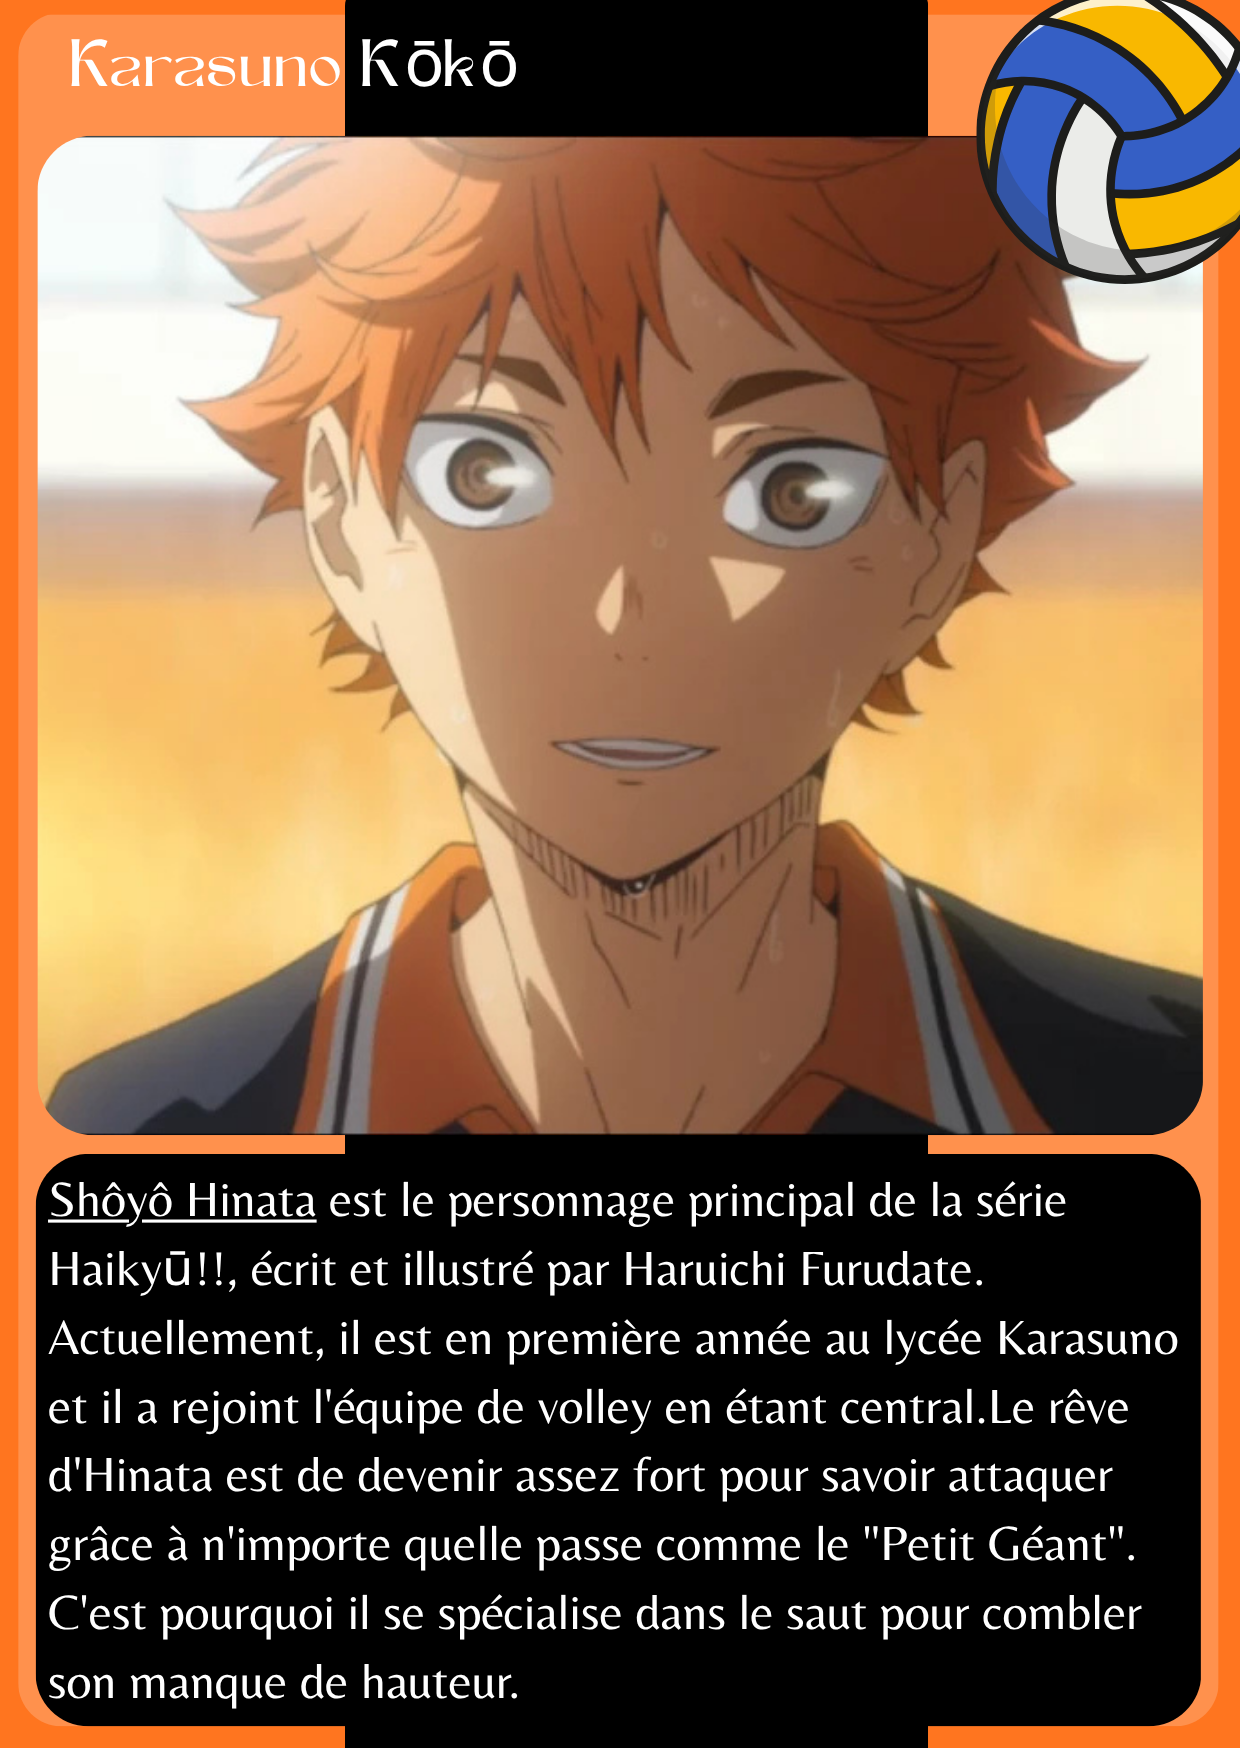 Karasuno Kōkō
Shôyô Hinata est le personnage principal de la série
Haikyū!!, écrit et illustré par Haruichi Furudate.
Actuellement, il est en première année au lycée Karasuno
et il a rejoint l'équipe de volley en étant central.Le rêve
d'Hinata est de devenir assez fort pour savoir attaquer
grâce à n'importe quelle passe comme le "Petit Géant".
C'est pourquoi il se spécialise dans le saut pour combler
son manque de hauteur.